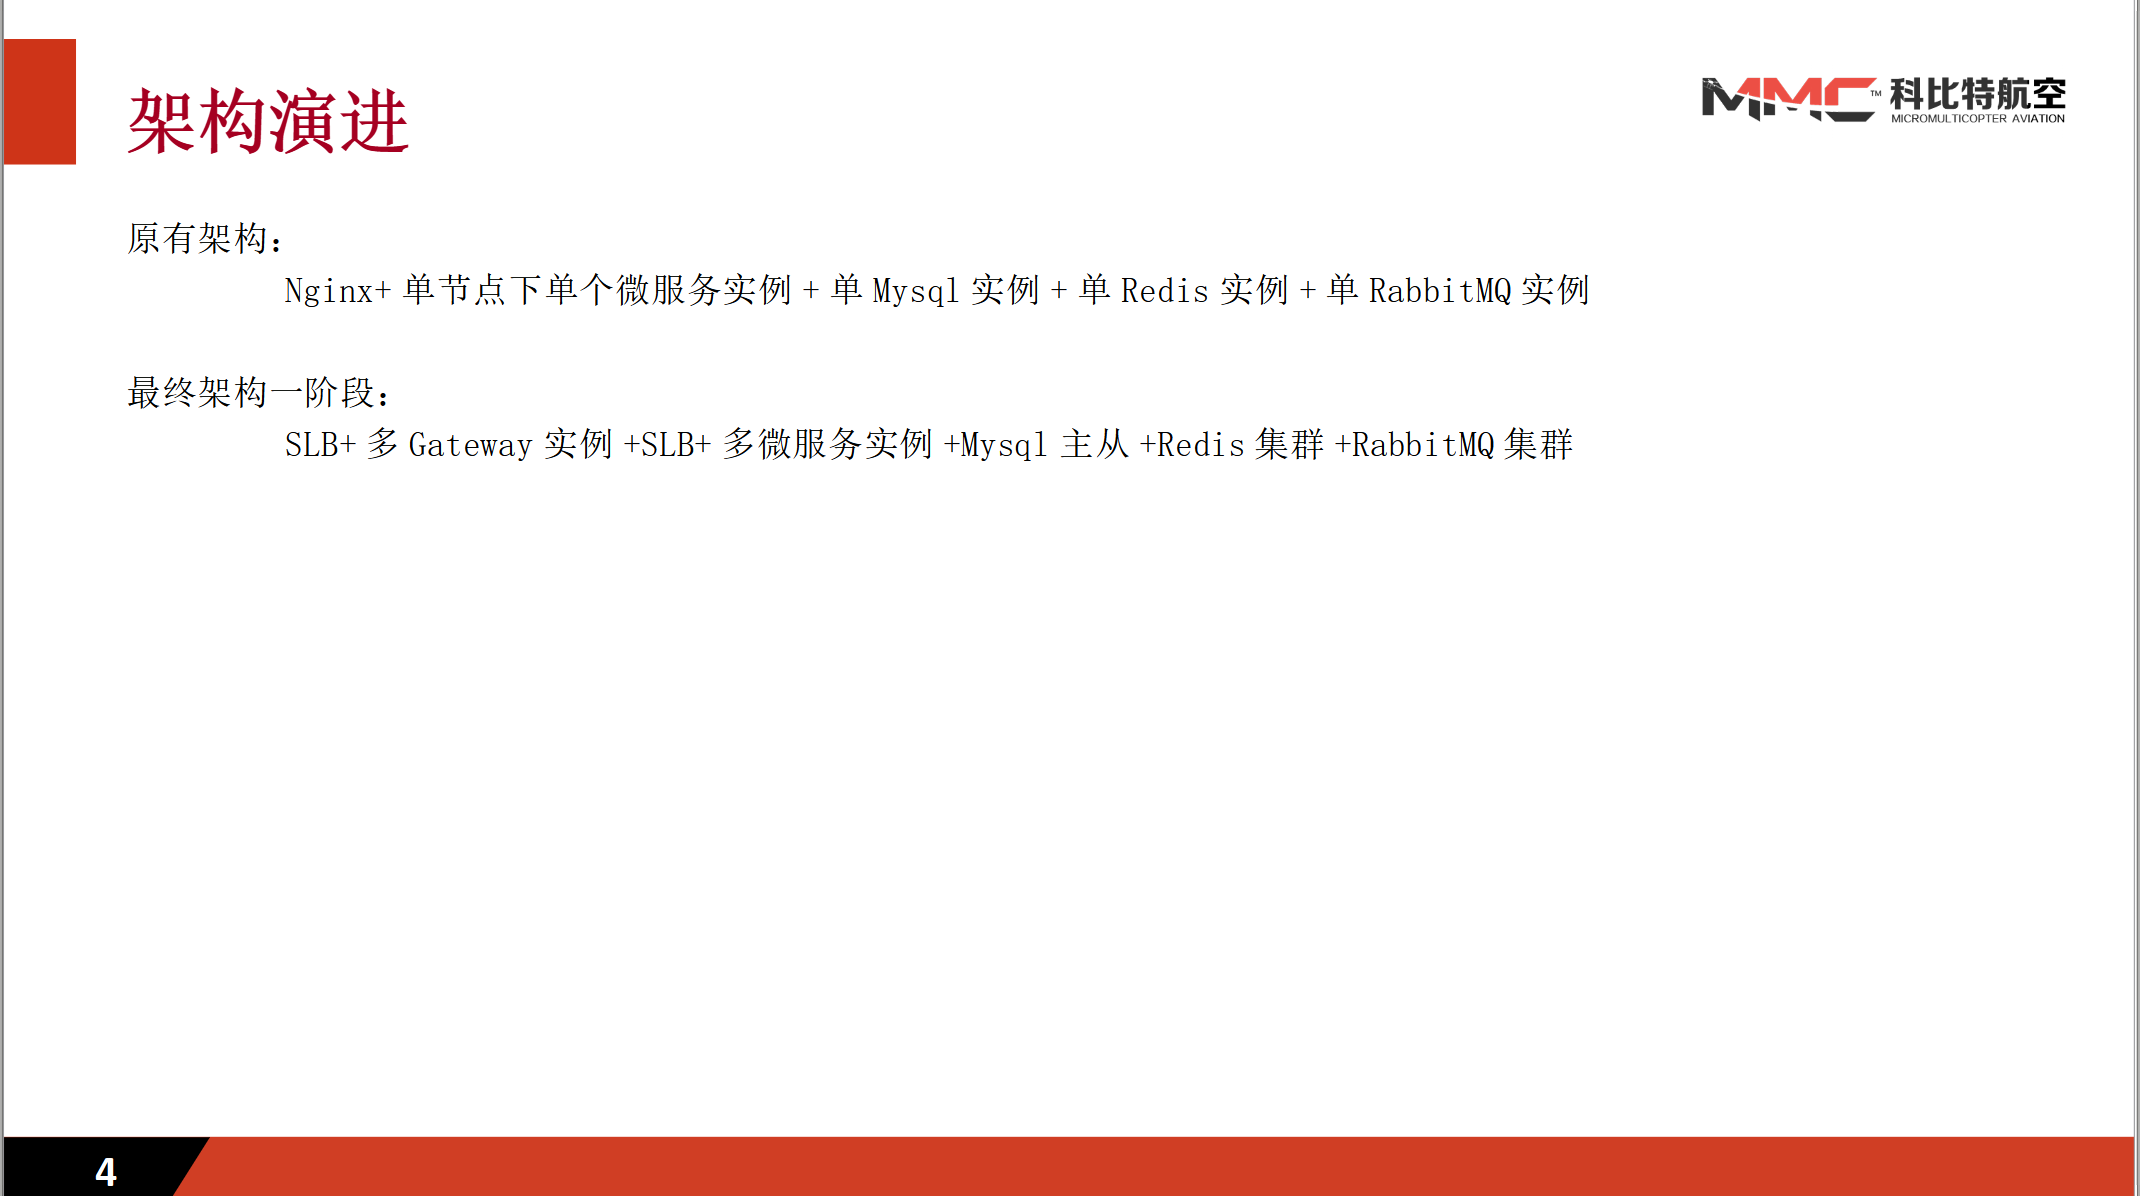 架构演进
MMC™ 科比特航空
MICROMULTICOPTER AVIATION
原有架构：
Nginx+ 单节点下单个微服务实例 + 单 Mysql 实例 + 单 Redis 实例 + 单 RabbitMQ 实例
最终架构一阶段：
SLB+ 多 Gateway 实例 +SLB+ 多微服务实例 +Mysql 主从 +Redis 集群 +RabbitMQ 集群
4